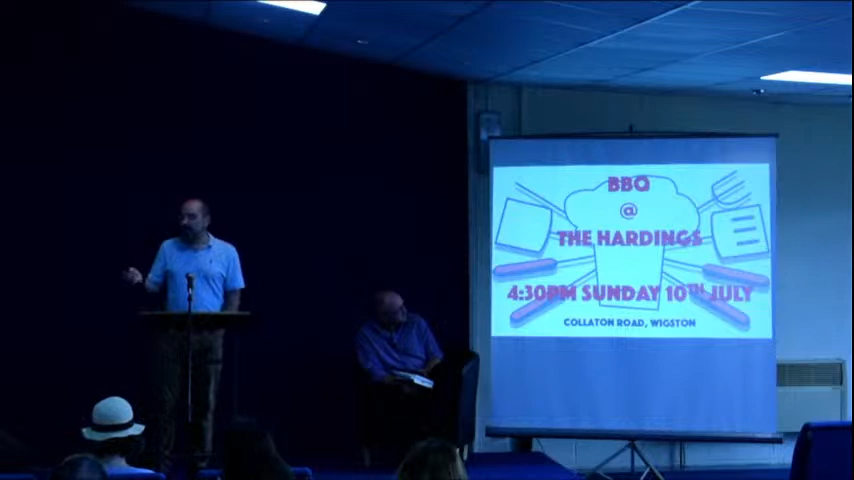 BBQ
@
THE HARDINGS
4:30PM SUNDAY 10TH JULY
COLLATON ROAD, WIGSTON